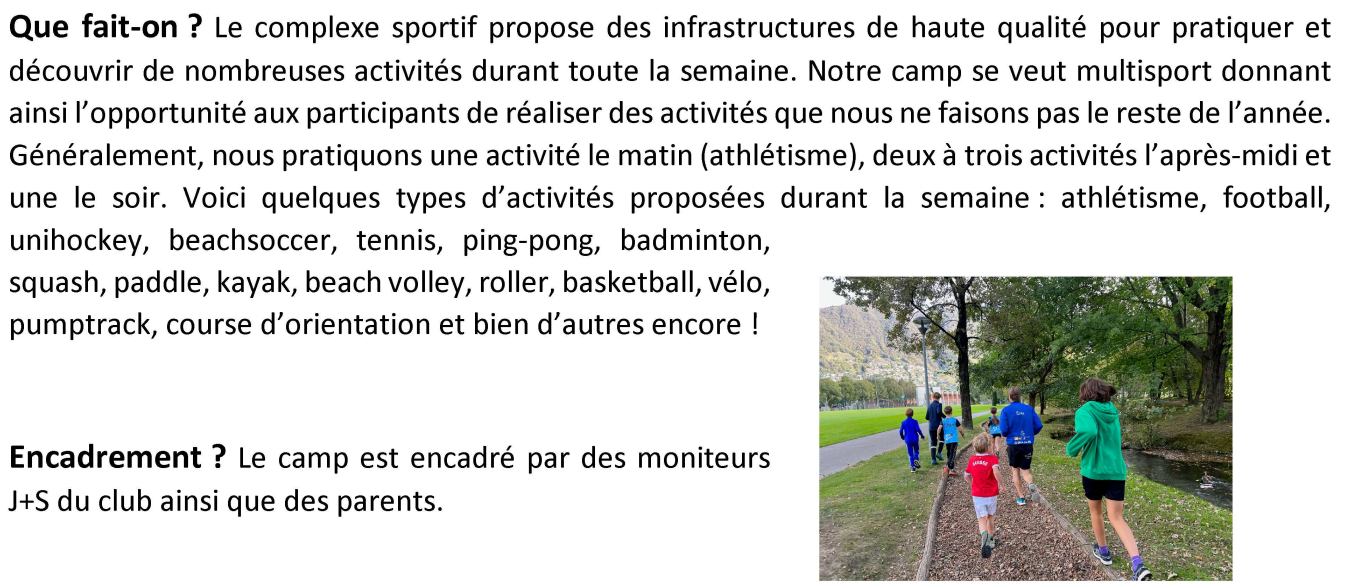 Que fait-on ? Le complexe sportif propose des infrastructures de haute qualité pour pratiquer et
découvrir de nombreuses activités durant toute la semaine. Notre camp se veut multisport donnant
ainsi l’opportunité aux participants de réaliser des activités que nous ne faisons pas le reste de l’année.
Généralement, nous pratiquons une activité le matin (athlétisme), deux à trois activités l’après-midi et
une le soir. Voici quelques types d’activités proposées durant la semaine : athlétisme, football,
unihockey, beachsoccer, tennis, ping-pong, badminton,
squash, paddle, kayak, beach volley, roller, basketball, vélo,
pumptrack, course d’orientation et bien d’autres encore !
Encadrement ? Le camp est encadré par des moniteurs
J+S du club ainsi que des parents.